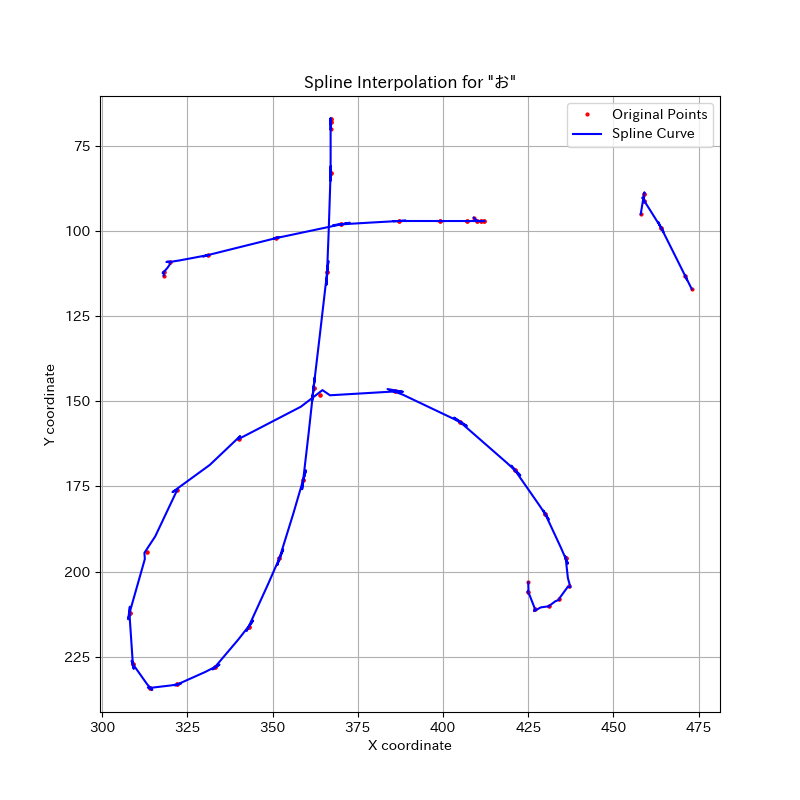 Spline Interpolation for "お"
Original Points
Spline Curve
Y coordinate
75
100
125
150
175
200
225
お
300 325 350 375 400 425 450 475
X coordinate